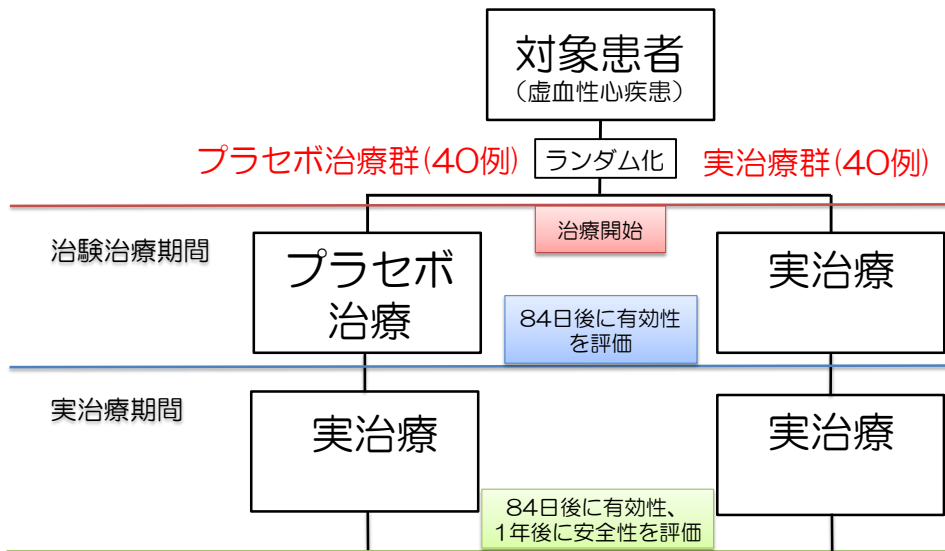 対象患者
（虚血性心疾患）
プラセボ治療群(40例)
ランダム化
実治療群(40例)
治療開始
治験治療期間
プラセボ
治療
実治療
84日後に有効性
を評価
実治療期間
実治療
実治療
84日後に有効性、
1年後に安全性を評価